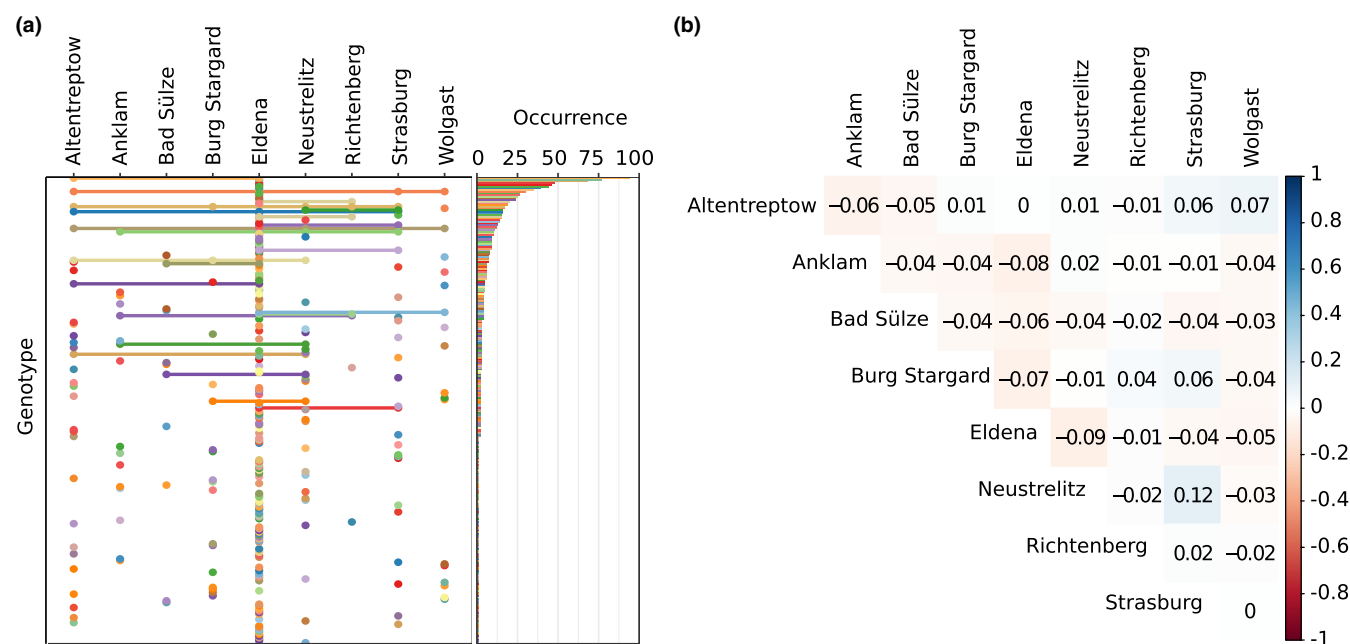 (a)
Altentreptow
Anklam
Bad Sülze
Burg Stargard
Eldena
Neustrelitz
Richtenberg
Strasburg
Wolgast
Occurrence
0 25 50 75 100
Genotype
(b)
Anklam
Bad Sülze
Burg Stargard
Eldena
Neustrelitz
Richtenberg
Strasburg
Wolgast
Altentreptow −0.06 −0.05 0.01 0 0.01 −0.01 0.06 0.07
Anklam −0.04 −0.04 −0.08 0.02 −0.01 −0.01 −0.04
Bad Sülze −0.04 −0.06 −0.04 −0.02 −0.04 −0.03
Burg Stargard −0.07 −0.01 0.04 0.06 −0.04
Eldena −0.09 −0.01 −0.04 −0.05
Neustrelitz −0.02 0.12 −0.03
Richtenberg 0.02 −0.02
Strasburg 0
1
0.8
0.6
0.4
0.2
0
-0.2
-0.4
-0.6
-0.8
-1